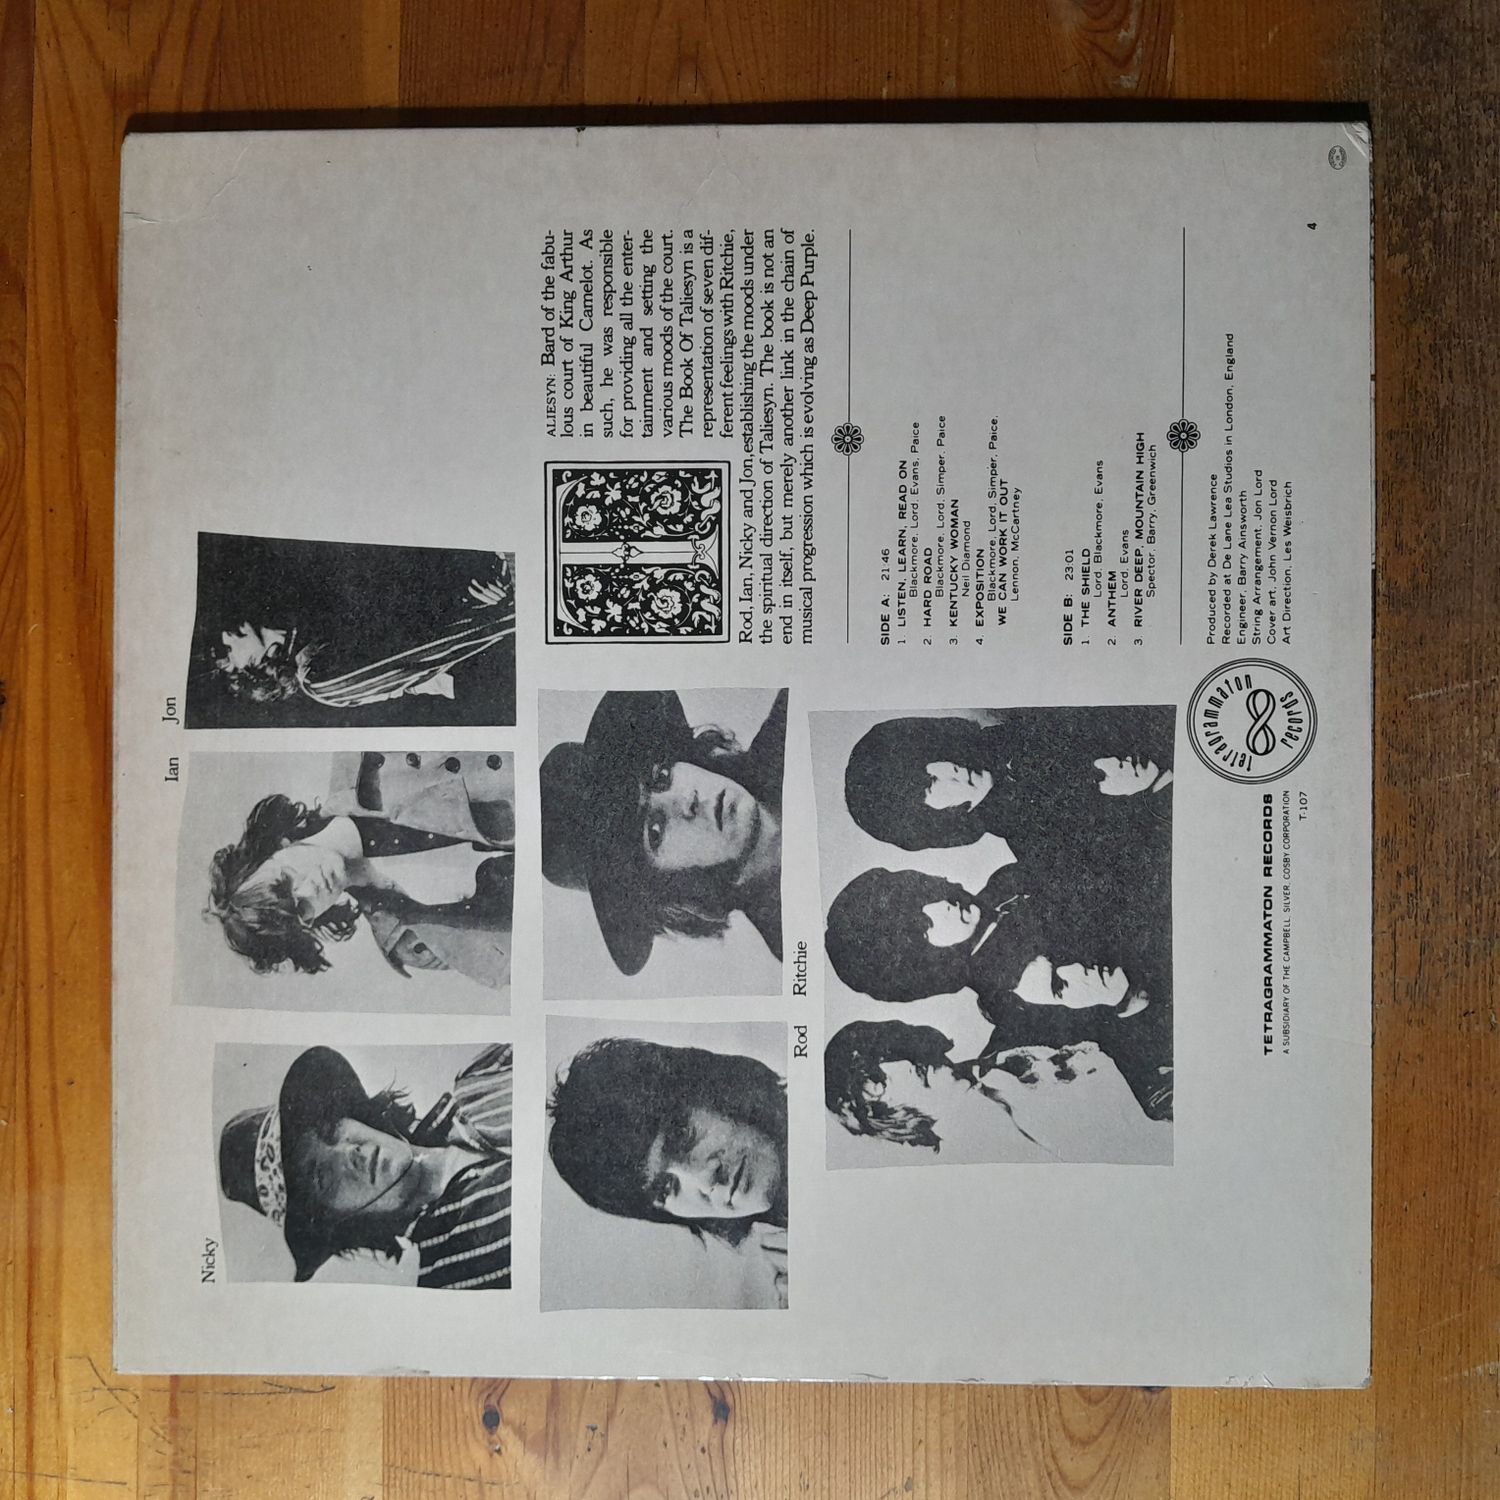 Nicky
Ian
Jon
Rod
Ritchie
TALIESYN: Bard of the fabu-
lous court of King Arthur
in beautiful Camelot. As
such, he was responsible
for providing all the enter-
tainment and setting the
various moods of the court.
The Book Of Taliesyn is a
representation of seven dif-
ferent feelings with Ritchie,
Rod, Ian, Nicky and Jon, establishing the moods under
the spiritual direction of Taliesyn. The book is not an
end in itself, but merely another link in the chain of
musical progression which is evolving as Deep Purple.
SIDE A: 21:46
1. LISTEN, LEARN, READ ON
Blackmore, Lord, Evans, Paice
2. HARD ROAD
Blackmore, Lord, Simper, Paice
3. KENTUCKY WOMAN
Neil Diamond
4. EXPOSITION
Blackmore, Lord, Simper, Paice.
WE CAN WORK IT OUT
Lennon, McCartney
SIDE B: 23:01
1. THE SHIELD
Lord, Blackmore, Evans
2. ANTHEM
Lord, Evans
3. RIVER DEEP, MOUNTAIN HIGH
Spector, Barry, Greenwich
Produced by Derek Lawrence
Recorded at De Lane Lea Studios in London, England
Engineer, Barry Ainsworth
String Arrangement, Jon Lord
Cover art, John Vernon Lord
Art Direction, Les Weisbrich
tetragrammaton
records
TETRAGRAMMATON RECORDS
A SUBSIDIARY OF THE CAMPBELL, SILVER, COSBY CORPORATION
T-107
4